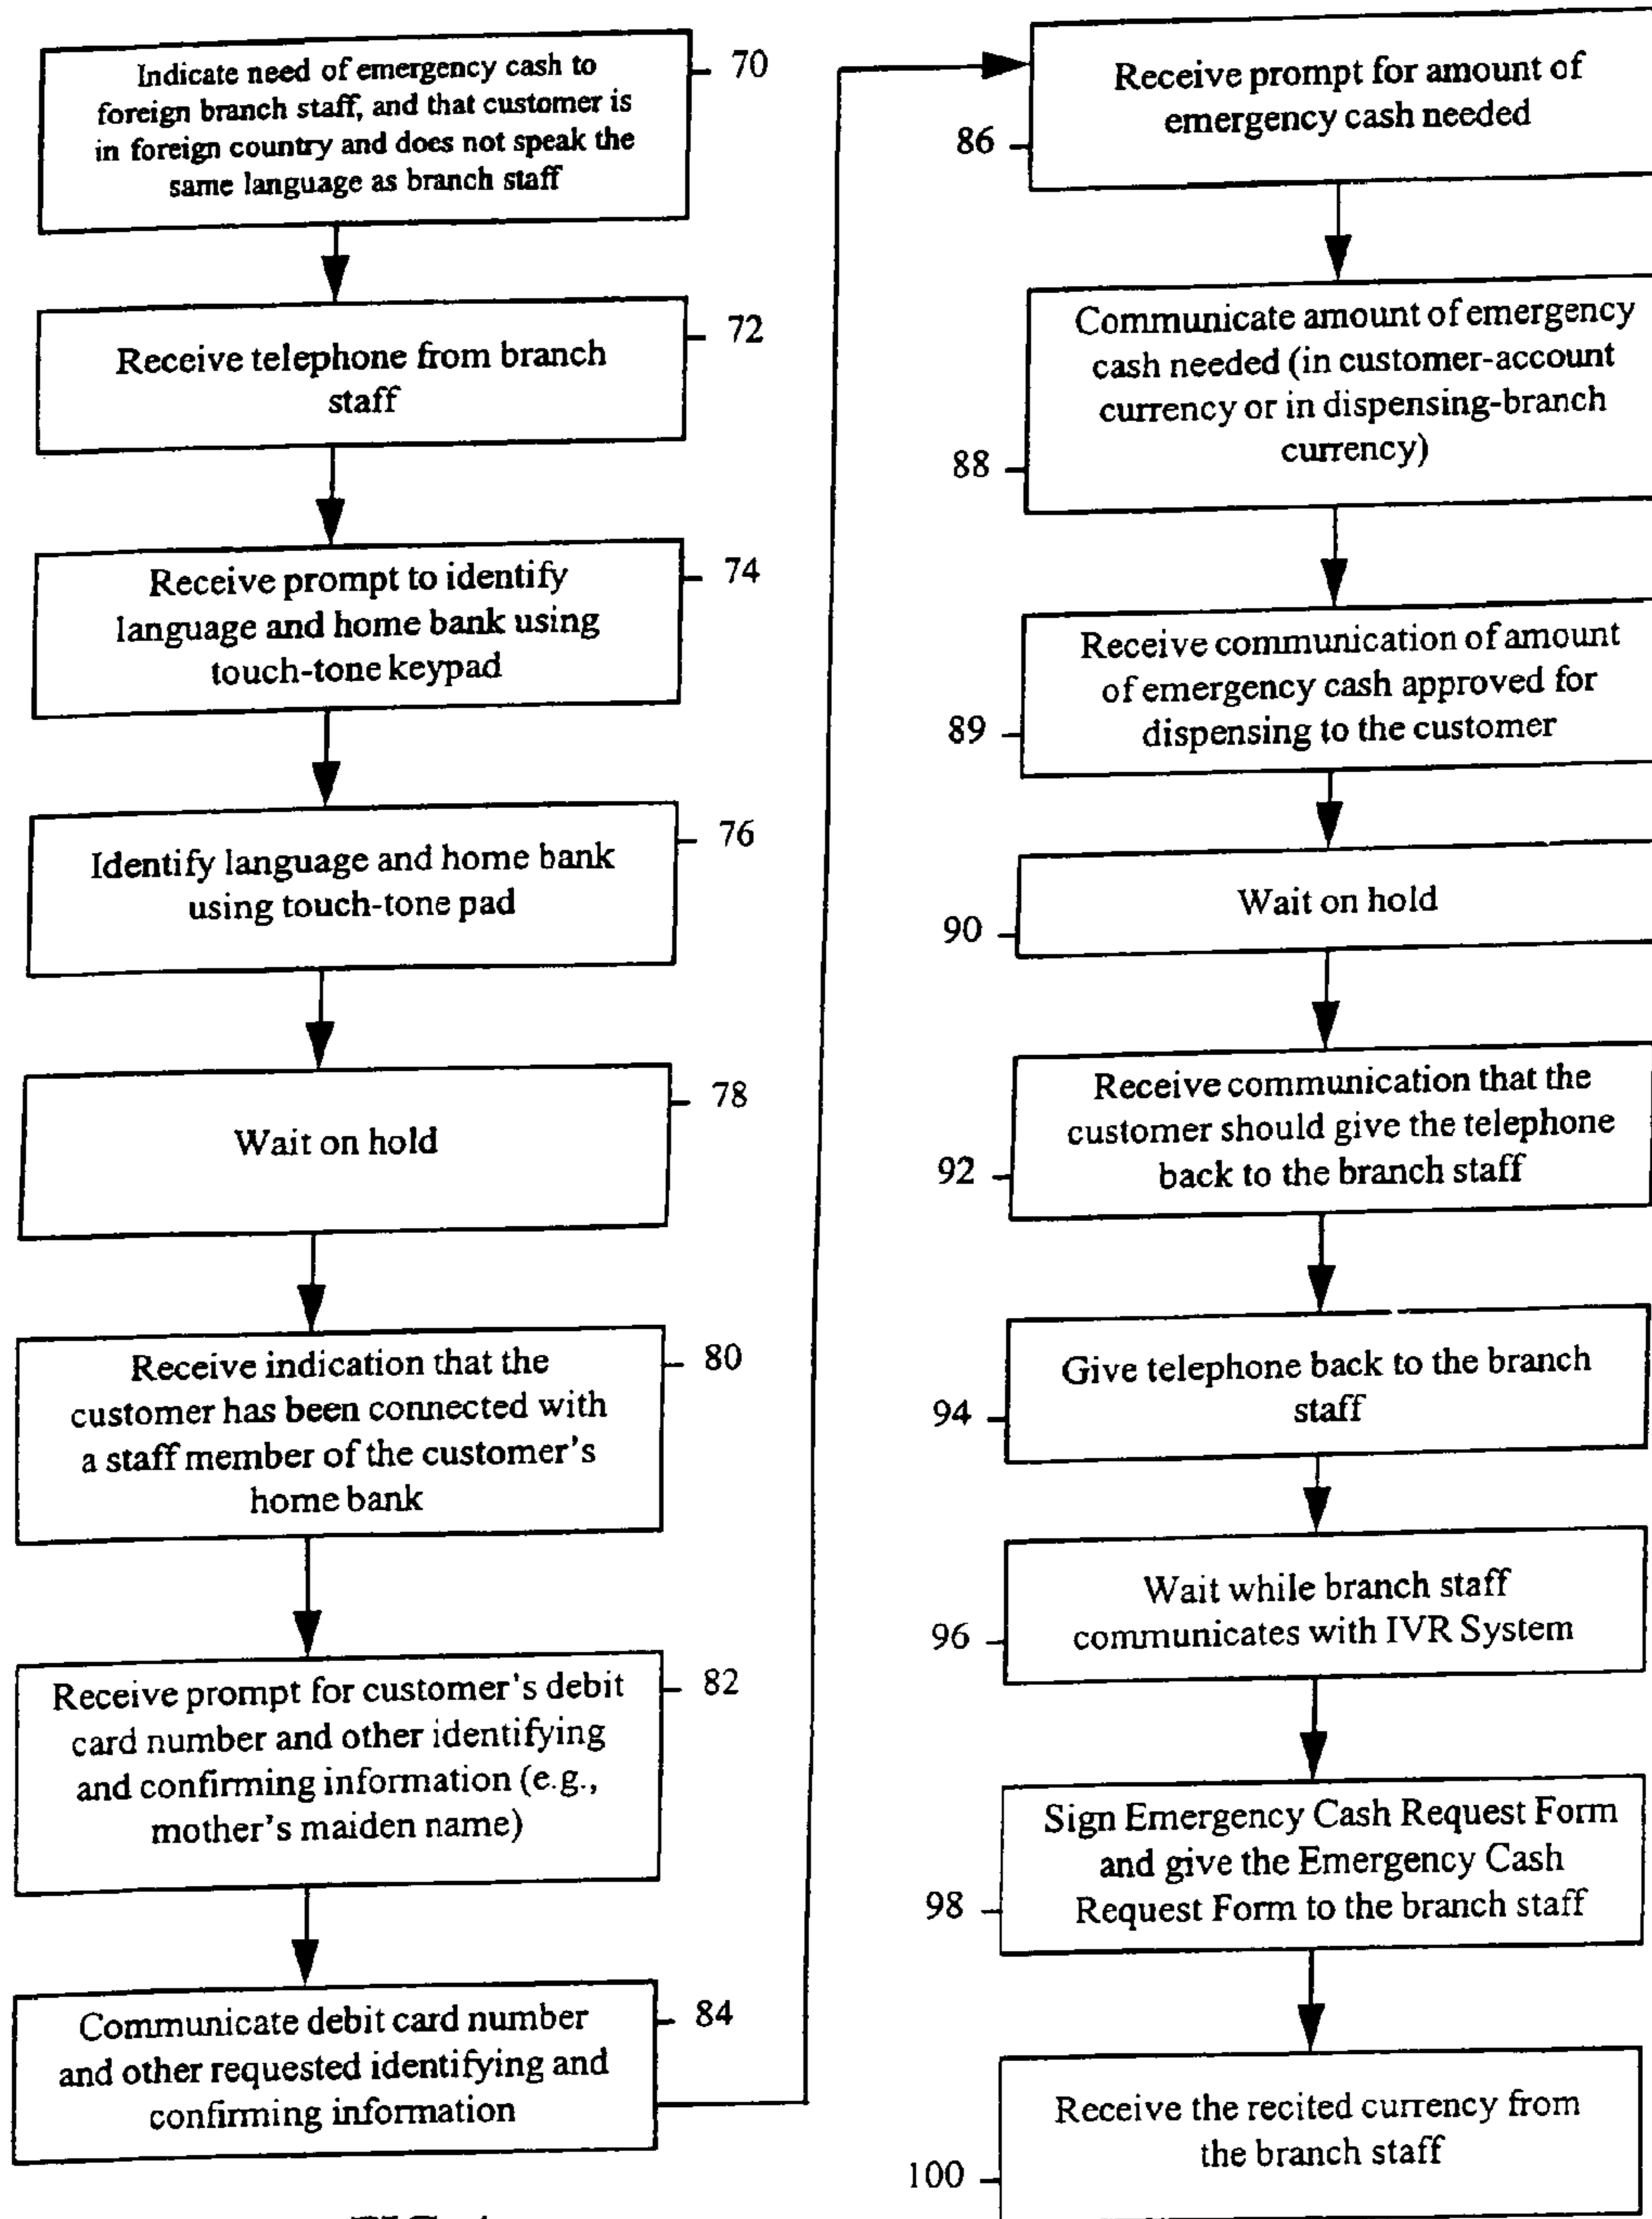 Indicate need of emergency cash to
foreign branch staff, and that customer is
in foreign country and does not speak the
same language as branch staff
70
Receive telephone from branch
staff
72
Receive prompt to identify
language and home bank using
touch-tone keypad
74
Identify language and home bank
using touch-tone pad
76
Wait on hold
78
Receive indication that the
customer has been connected with
a staff member of the customer's
home bank
80
Receive prompt for customer's debit
card number and other identifying
and confirming information (e.g.,
mother's maiden name)
82
Communicate debit card number
and other requested identifying and
confirming information
84
Receive prompt for amount of
emergency cash needed
86
Communicate amount of emergency
cash needed (in customer-account
currency or in dispensing-branch
currency)
88
Receive communication of amount
of emergency cash approved for
dispensing to the customer
89
Wait on hold
90
Receive communication that the
customer should give the telephone
back to the branch staff
92
Give telephone back to the branch
staff
94
Wait while branch staff
communicates with IVR System
96
Sign Emergency Cash Request Form
and give the Emergency Cash
Request Form to the branch staff
98
Receive the recited currency from
the branch staff
100